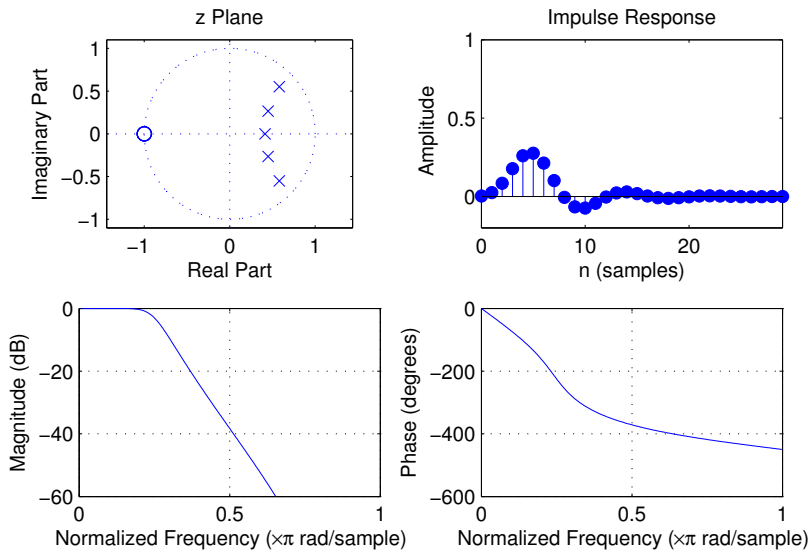 z Plane
1
0.5
0
−0.5
−1
−1
0
1
Imaginary Part
Real Part
Impulse Response
1
0.5
0
0
10
20
Amplitude
n (samples)
0
−20
−40
−60
0
0.5
1
Magnitude (dB)
Normalized Frequency (×π rad/sample)
0
−200
−400
−600
0
0.5
1
Phase (degrees)
Normalized Frequency (×π rad/sample)